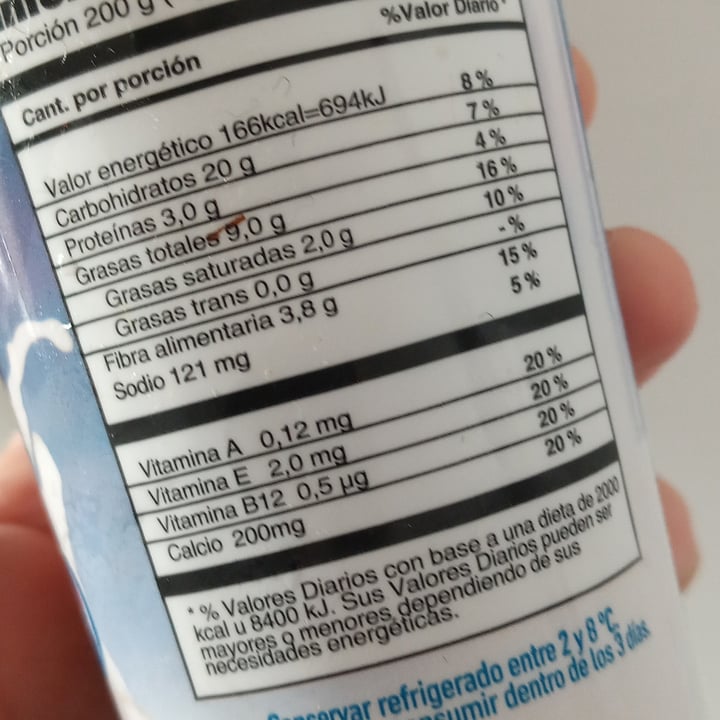 Porción 200 g (
%Valor Diario*
Cant. por porción
Valor energético 166kcal=694kJ 8%
Carbohidratos 20 g 7%
Proteínas 3,0 g 4%
Grasas totales 9,0 g 16%
Grasas saturadas 2,0 g 10%
Grasas trans 0,0 g -%
Fibra alimentaria 3,8 g 15%
Sodio 121 mg 5%
Vitamina A 0,12 mg 20%
Vitamina E 2,0 mg 20%
Vitamina B12 0,5 µg 20%
Calcio 200mg 20%
* % Valores Diarios con base a una dieta de 2000
kcal u 8400 kJ. Sus Valores Diarios pueden ser
mayores o menores dependiendo de sus
necesidades energéticas.
Conservar refrigerado entre 2 y 8 °C.
dentro de los 3 días